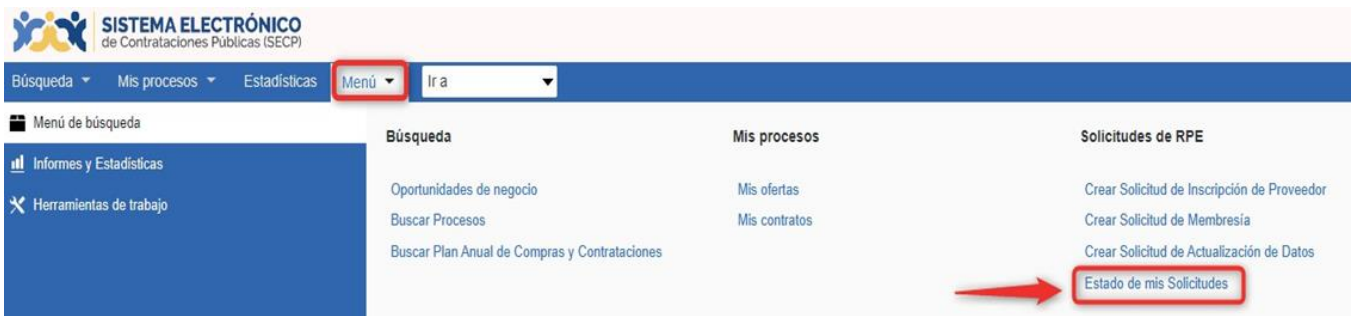 SISTEMA ELECTRÓNICO
de Contrataciones Públicas (SECP)
Búsqueda Mis procesos Estadísticas Menú Ir a
Menú de búsqueda
Informes y Estadísticas
Herramientas de trabajo
Búsqueda
Oportunidades de negocio
Buscar Procesos
Buscar Plan Anual de Compras y Contrataciones
Mis procesos
Mis ofertas
Mis contratos
Solicitudes de RPE
Crear Solicitud de Inscripción de Proveedor
Crear Solicitud de Membresía
Crear Solicitud de Actualización de Datos
Estado de mis Solicitudes